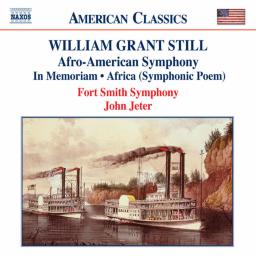 NAXOS
American Classics
WILLIAM GRANT STILL
Afro-American Symphony
In Memoriam • Africa (Symphonic Poem)
Fort Smith Symphony
John Jeter